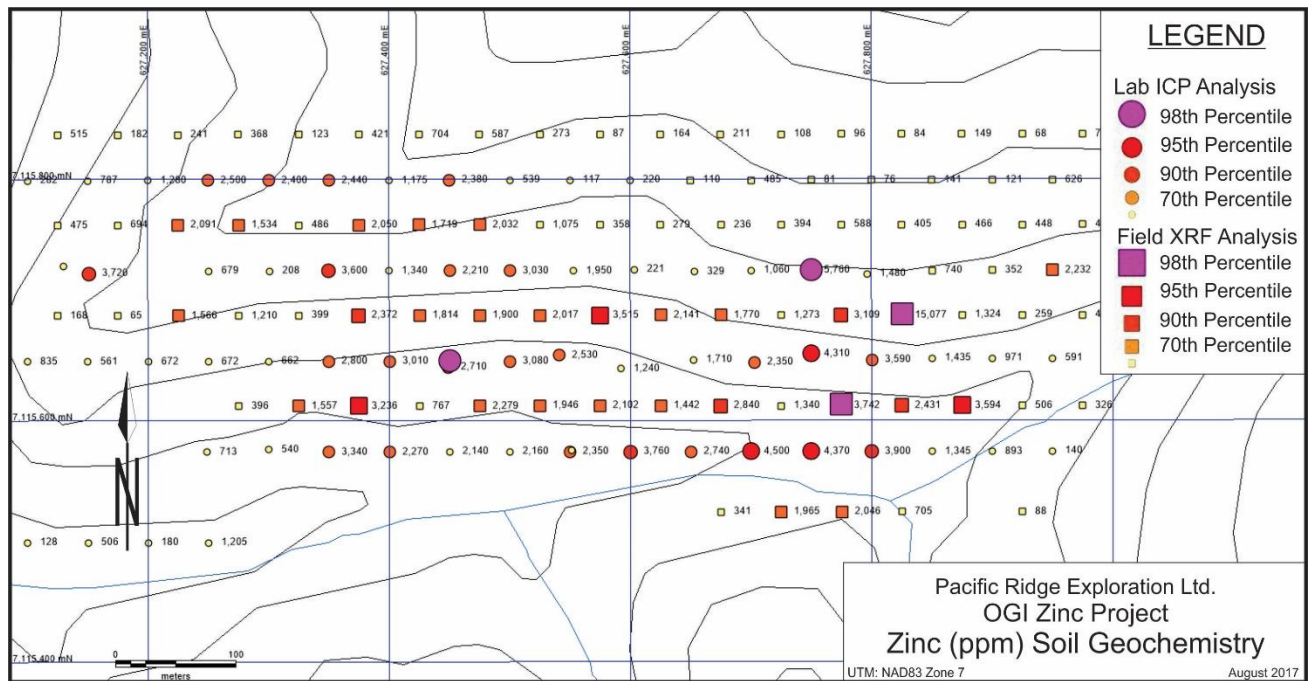 627.200 mE 627.400 mE 627.600 mE 627.800 mE
LEGEND
Lab ICP Analysis
98th Percentile
95th Percentile
90th Percentile
70th Percentile
Field XRF Analysis
98th Percentile
95th Percentile
90th Percentile
70th Percentile
515 182 241 368 123 421 704 587 273 87 164 211 108 96 84 149 68 7
7.115.800 mN
282 787 1,280 2,500 2,400 2,440 1,175 2,380 539 117 220 110 485 81 76 141 121 626
475 694 2,091 1,534 486 2,050 1,719 2,032 1,075 358 279 236 394 588 405 466 448 4
3,720 679 208 3,600 1,340 2,210 3,030 1,950 221 329 1,060 5,760 1,480 740 352 2,232
168 65 1,566 1,210 399 2,372 1,814 1,900 2,017 3,515 2,141 1,770 1,273 3,109 15,077 1,324 259 4
835 561 672 672 662 2,800 3,010 2,710 3,080 2,530 1,240 1,710 2,350 4,310 3,590 1,435 971 591
396 1,557 3,236 767 2,279 1,946 2,102 1,442 2,840 1,340 3,742 2,431 3,594 506 326
7.115.600 mN
713 540 3,340 2,270 2,140 2,160 2,350 3,760 2,740 4,500 4,370 3,900 1,345 893 140
N
341 1,965 2,046 705 88
128 506 180 1,205
7.115.400 mN
0 100
meters
Pacific Ridge Exploration Ltd.
OGI Zinc Project
Zinc (ppm) Soil Geochemistry
UTM: NAD83 Zone 7 August 2017